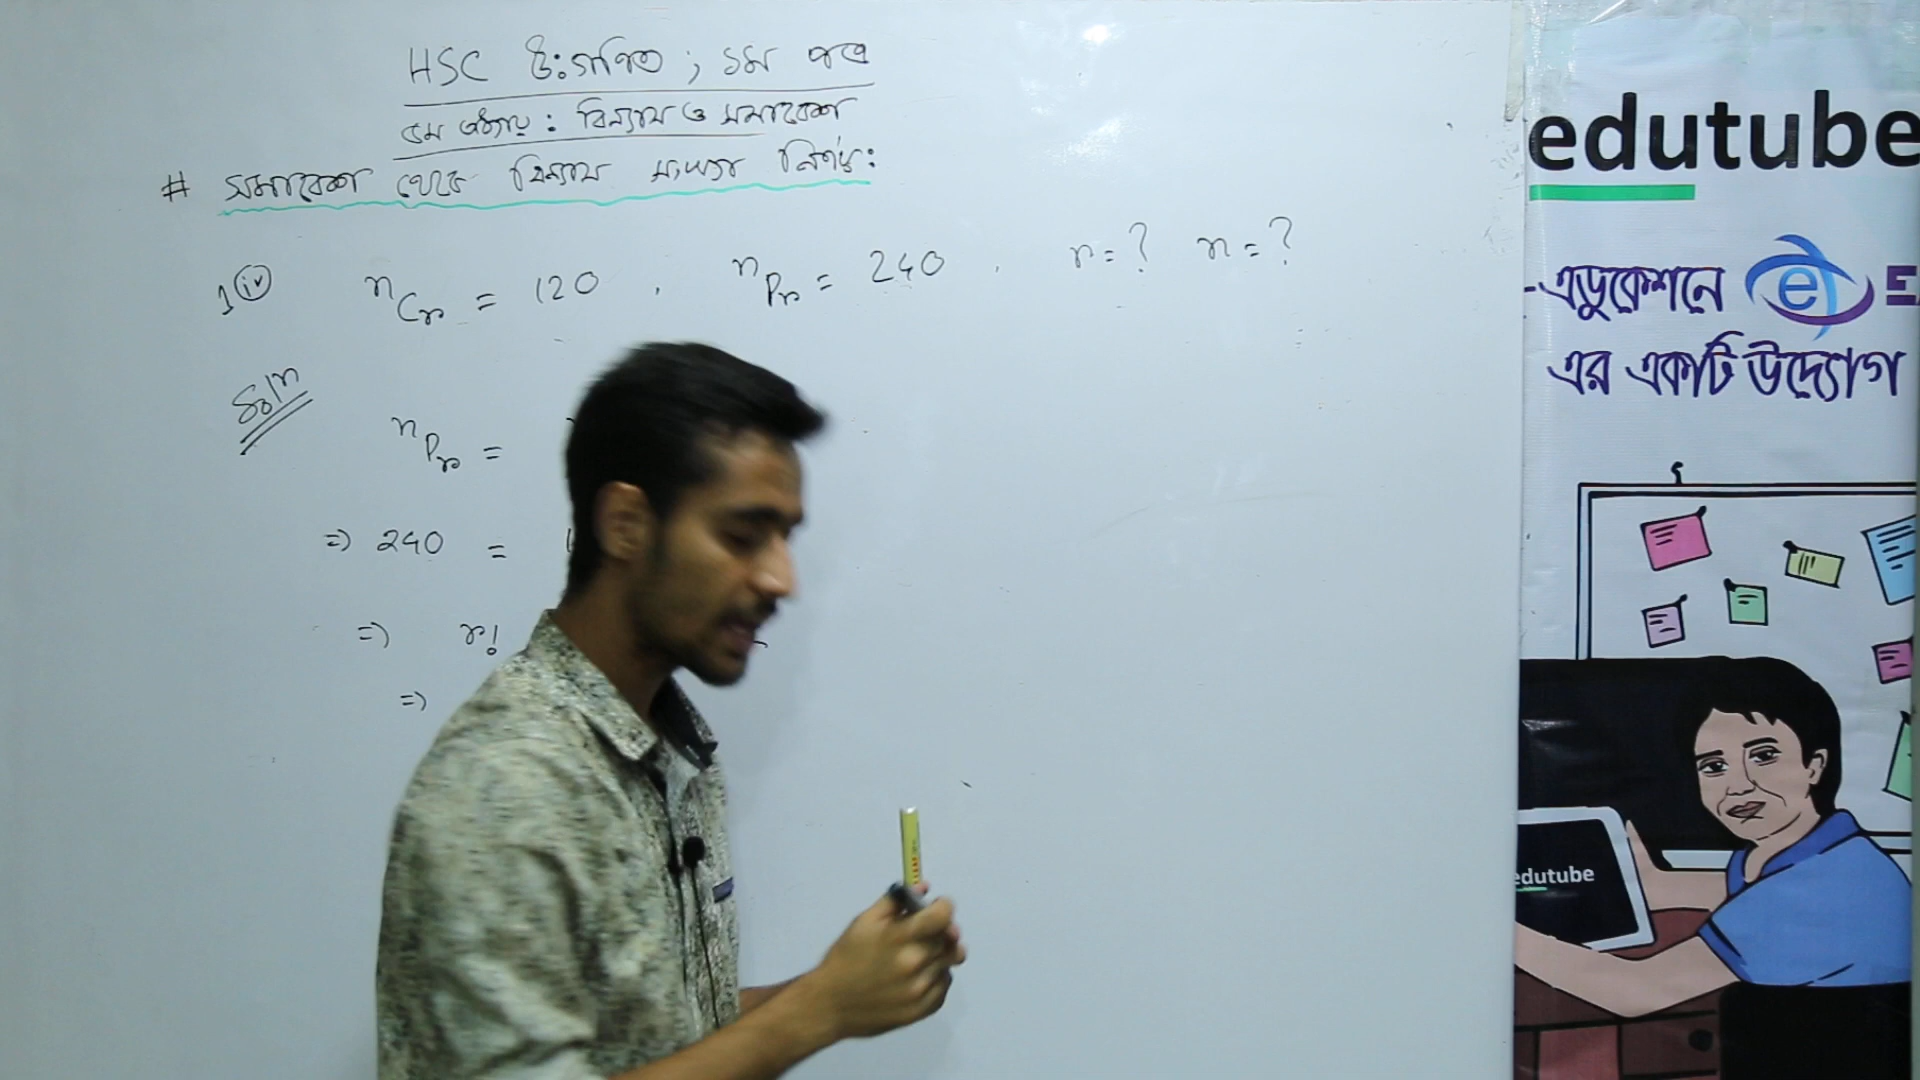 HSC উঃগণিত ; ১ম পত্র
৫ম অধ্যায় : বিন্যাস ও সমাবেশ
# সমাবেশ থেকে বিন্যাস সংখ্যা নির্ণয়:
1 (iv) nCr = 120 , nPr = 240 , r = ? n = ?
Soln
nPr =
=) 240 =
=) r!
=)
edutube
-এডুকেশনে e E
এর একটি উদ্যোগ
edutube